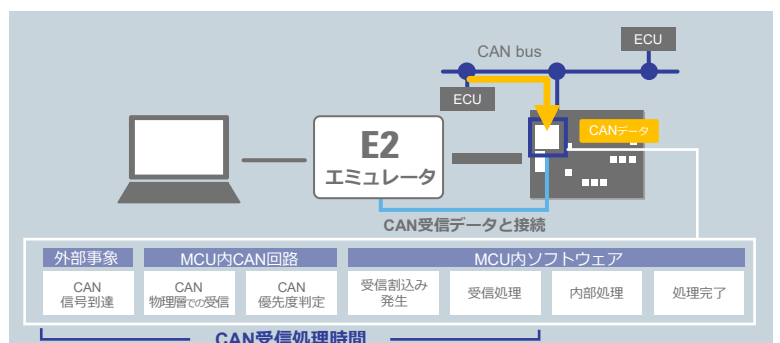 ECU
CAN bus
ECU
CANデータ
E2
エミュレータ
CAN受信データと接続
外部事象
MCU内CAN回路
MCU内ソフトウェア
CAN
信号到達
CAN
物理層での受信
CAN
優先度判定
受信割込み
発生
受信処理
内部処理
処理完了
CAN受信処理時間